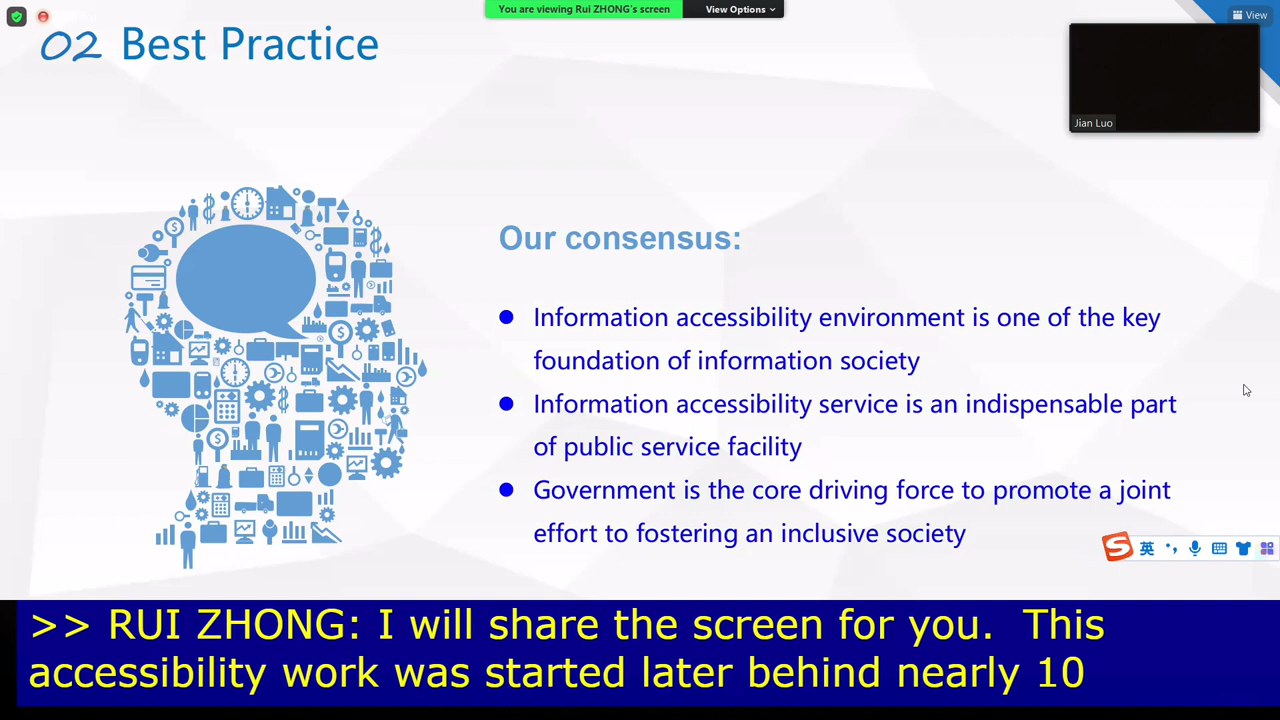 You are viewing Rui ZHONG's screen
View Options
View
02 Best Practice
Jian Luo
Our consensus:
Information accessibility environment is one of the key
foundation of information society
Information accessibility service is an indispensable part
of public service facility
Government is the core driving force to promote a joint
effort to fostering an inclusive society
英
>> RUI ZHONG: I will share the screen for you. This
accessibility work was started later behind nearly 10